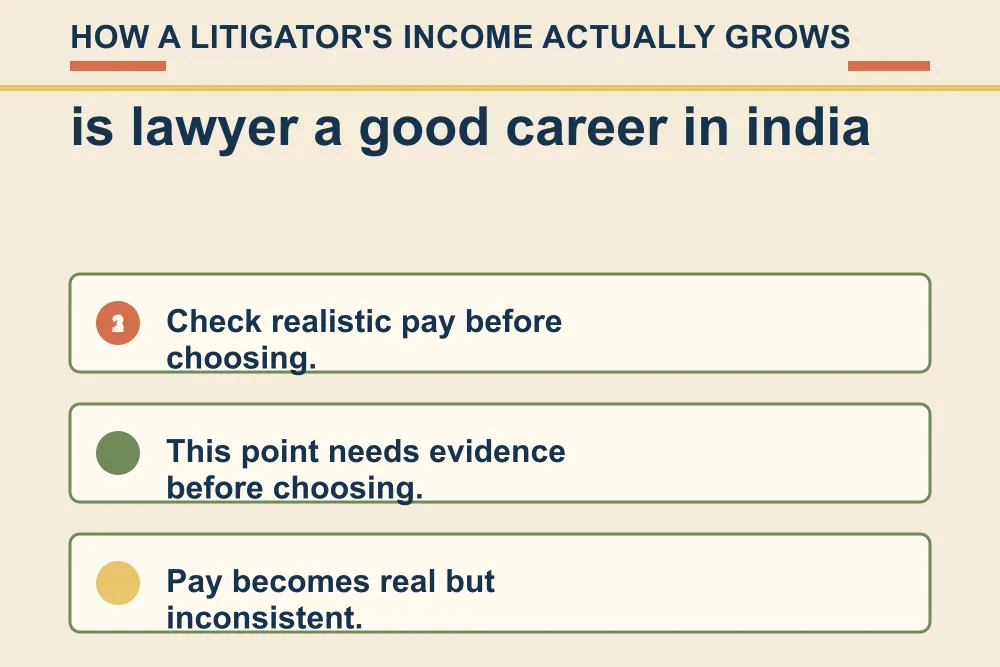 HOW A LITIGATOR'S INCOME ACTUALLY GROWS
is lawyer a good career in india
Check realistic pay before
choosing.
This point needs evidence
before choosing.
Pay becomes real but
inconsistent.